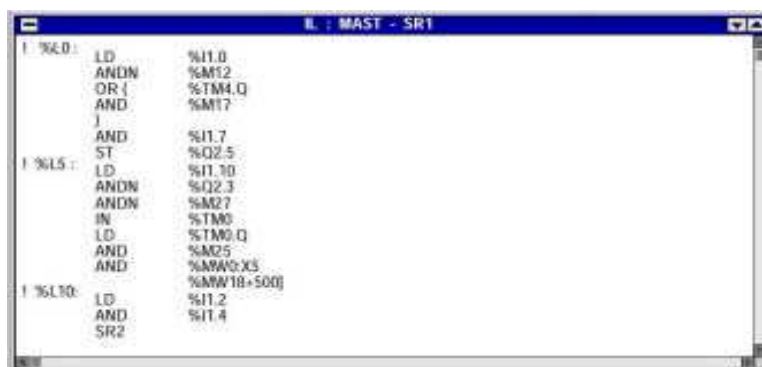 IL : MAST - SR1
! %L0 :
LD %I1.0
ANDN %M12
OR ( %TM4.Q
AND %M17
)
AND %I1.7
ST %Q2.5
! %L5 :
LD %I1.10
ANDN %Q2.3
ANDN %M27
IN %TM0
LD %TM0.Q
AND %M25
AND %MW0:X5
%MW18+500]
! %L10:
LD %I1.2
AND %I1.4
SR2